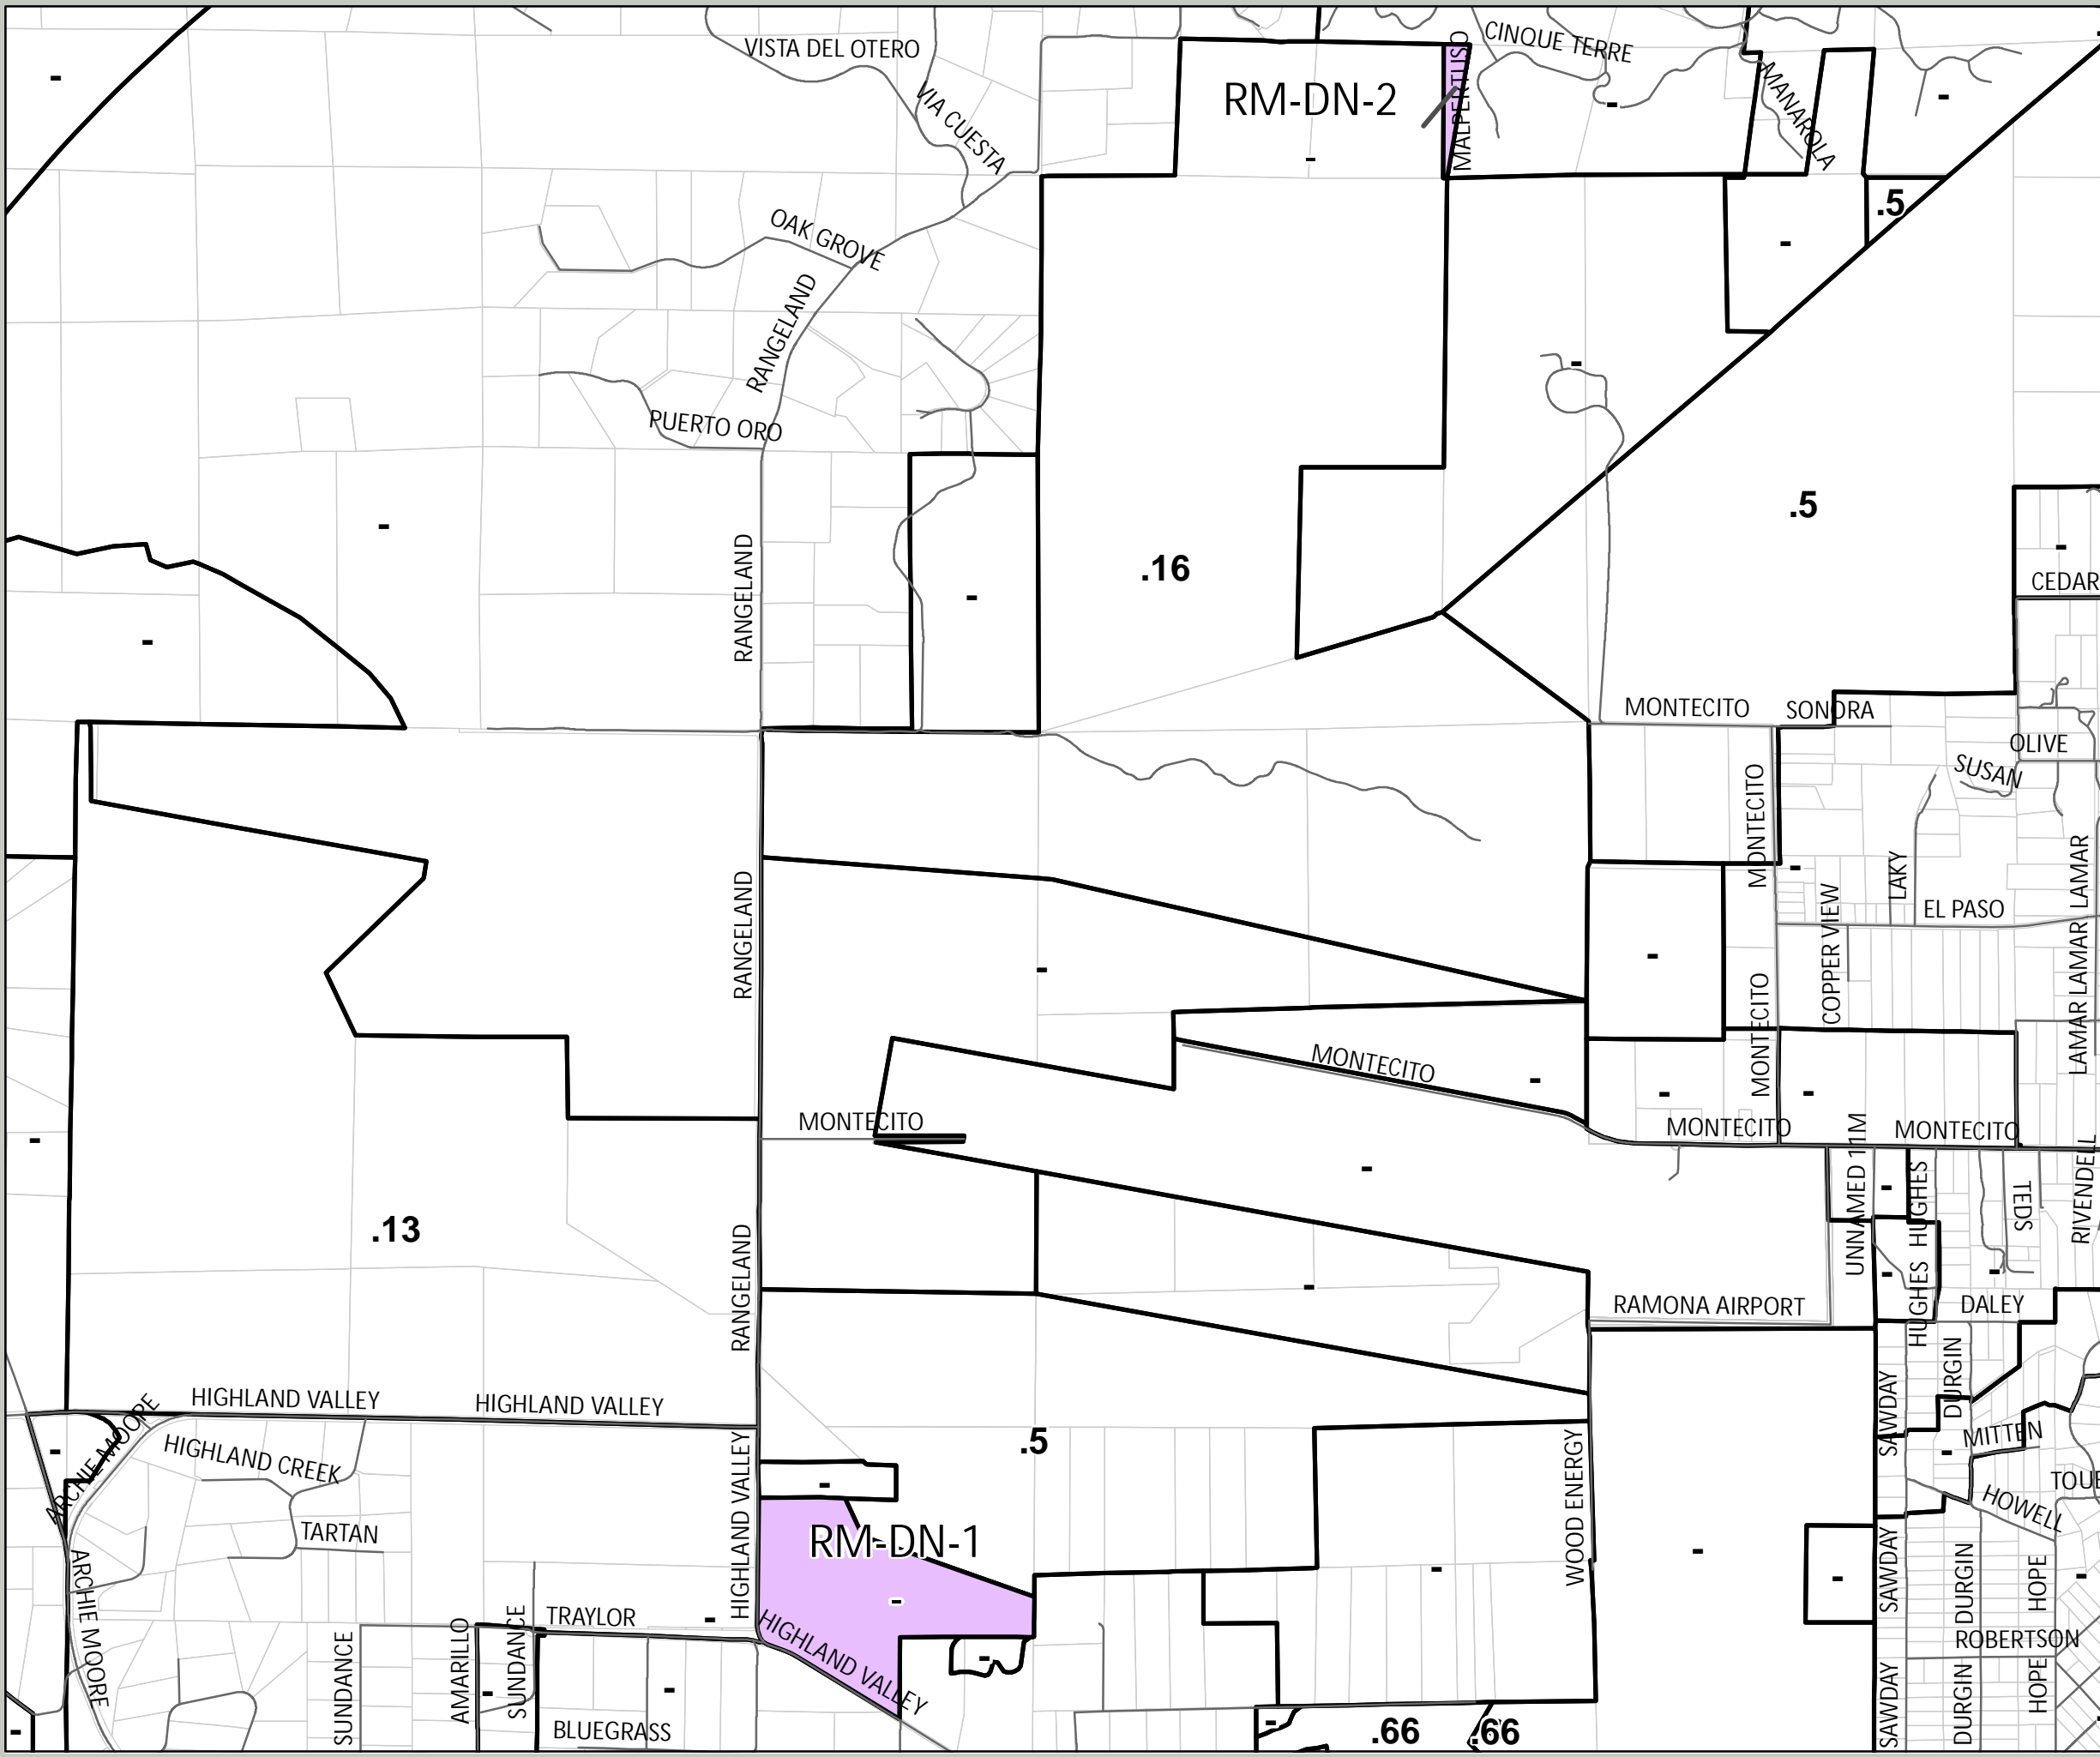 VISTA DEL OTERO
CINQUE TERRE
RM-DN-2
MALPERTUSO
MANAROLA
VIA CUESTA
-
-
-
-
.5
OAK GROVE
-
RANGELAND
-
PUERTO ORO
.5
-
-
.16
CEDAR
RANGELAND
-
-
MONTECITO
SONDRA
OLIVE
SUSAN
MONTECITO
LAKY
-
LAMAR
RANGELAND
EL PASO
COPPER VIEW
-
-
LAMAR
MONTECITO
LAMAR
MONTECITO
-
-
-
MONTECITO
MONTECITO
MONTECITO
-
-
UNNAMED 11M
-
HUGHES
TEDS
RIVENDELL
.13
RANGELAND
-
-
-
HUGHES
RAMONA AIRPORT
DALEY
HIGHLAND VALLEY
HIGHLAND VALLEY
DURGIN
SAWDAY
ARCHIE MOORE
-
HIGHLAND CREEK
.5
MITTEN
-
HIGHLAND VALLEY
-
WOOD ENERGY
HOWELL
TARTAN
RM-DN-1
-
-
-
-
SAWDAY
DURGIN
HOPE
-
ARCHIE MOORE
TRAYLOR
-
HIGHLAND VALLEY
-
ROBERTSON
SUNDANCE
AMARILLO
SUNDANCE
-
-
BLUEGRASS
-
-
.66
.66
SAWDAY
DURGIN
HOPE